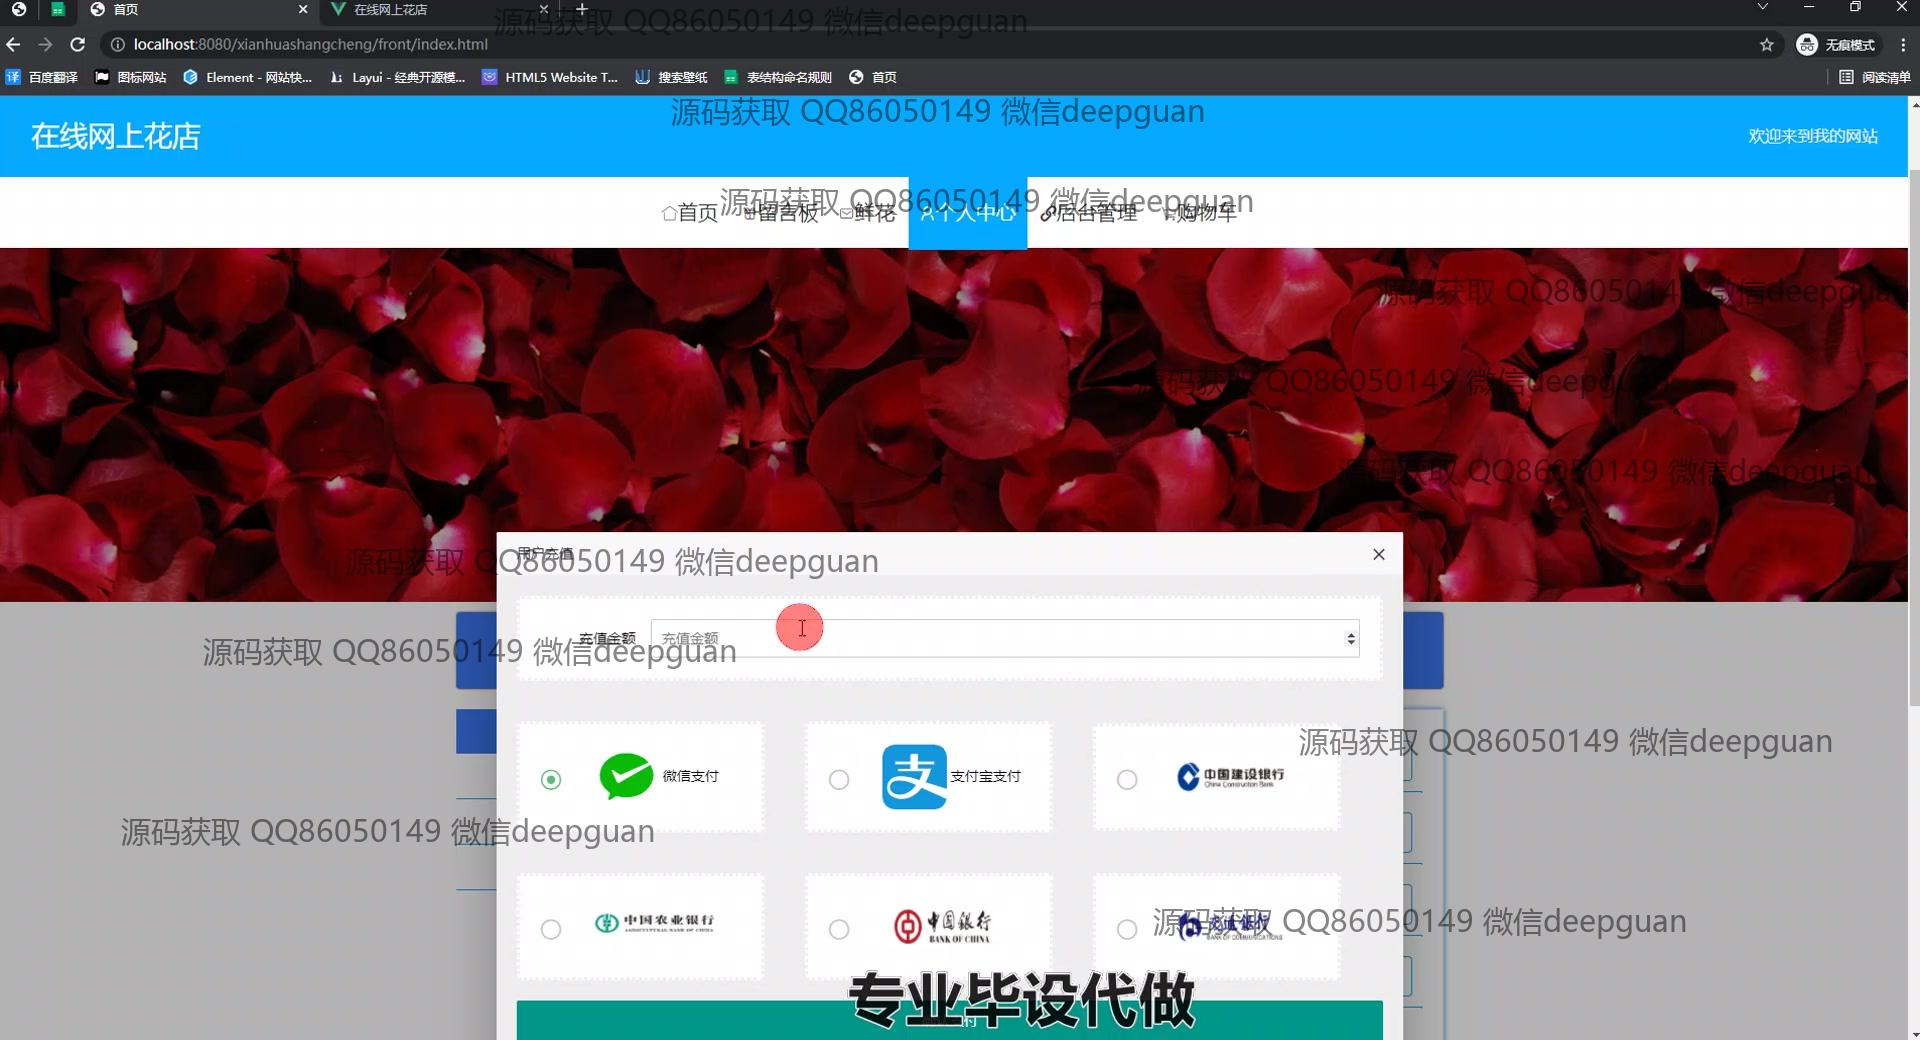 首页
在线网上花店
源码获取 QQ86050149 微信deepguan
localhost:8080/xianhuashangcheng/front/index.html
无痕模式
百度翻译
图标网站
Element - 网站快...
Layui - 经典开源模...
HTML5 Website T...
搜索壁纸
表结构命名规则
首页
阅读清单
源码获取 QQ86050149 微信deepguan
在线网上花店
欢迎来到我的网站
源码获取 QQ86050149 微信deepguan
首页
留言板
鲜花
个人中心
后台管理
购物车
源码获取 QQ86050149 微信deepguan
源码获取 QQ86050149 微信deepguan
源码获取 QQ86050149 微信deepguan
用户充值
源码获取 QQ86050149 微信deepguan
充值金额
充值金额
源码获取 QQ86050149 微信deepguan
源码获取 QQ86050149 微信deepguan
微信支付
支
支付宝支付
中国建设银行
China Construction Bank
源码获取 QQ86050149 微信deepguan
中国农业银行
AGRICULTURAL BANK OF CHINA
中国银行
BANK OF CHINA
交通银行
BANK OF COMMUNICATIONS
源码获取 QQ86050149 微信deepguan
专业毕设代做